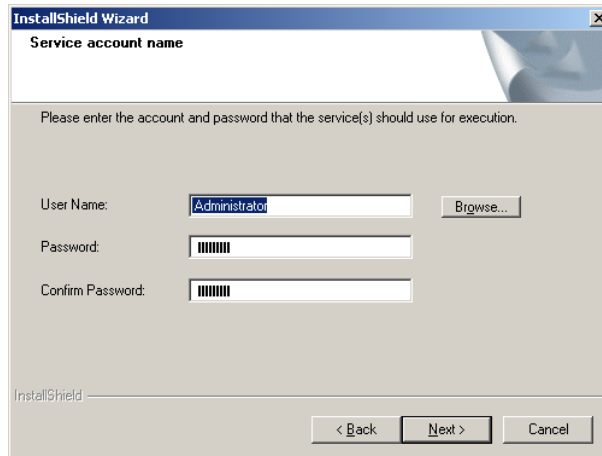 InstallShield Wizard
Service account name
Please enter the account and password that the service(s) should use for execution.
User Name:
Administrator
Browse...
Password:
Confirm Password:
InstallShield
< Back
Next >
Cancel